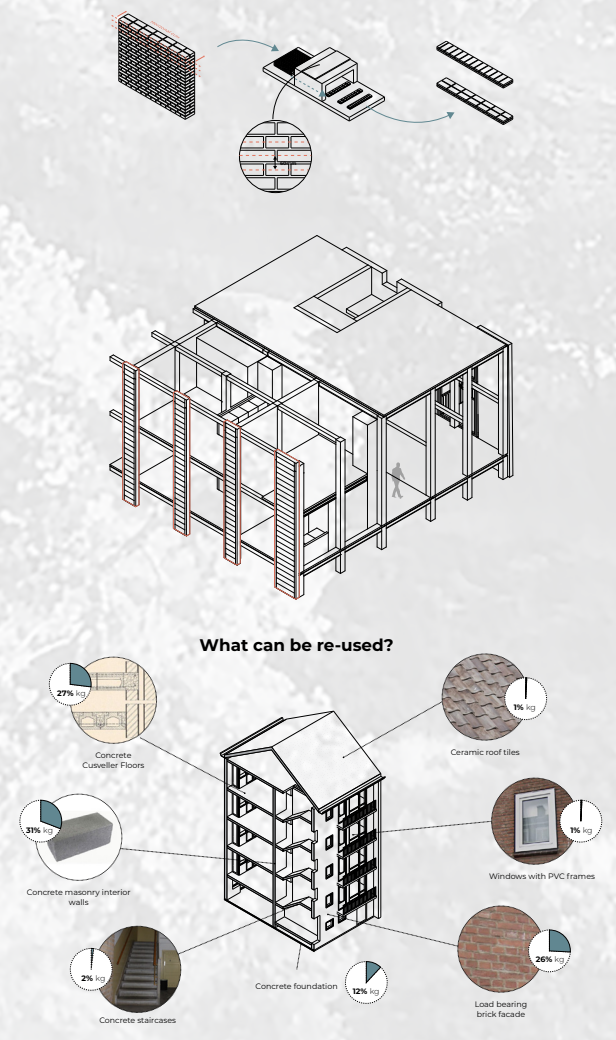 What can be re-used?
27% kg
Concrete
Cusveller Floors
1% kg
Ceramic roof tiles
31% kg
Concrete masonry interior
walls
1% kg
Windows with PVC frames
2% kg
Concrete staircases
Concrete foundation
12% kg
26% kg
Load bearing
brick facade